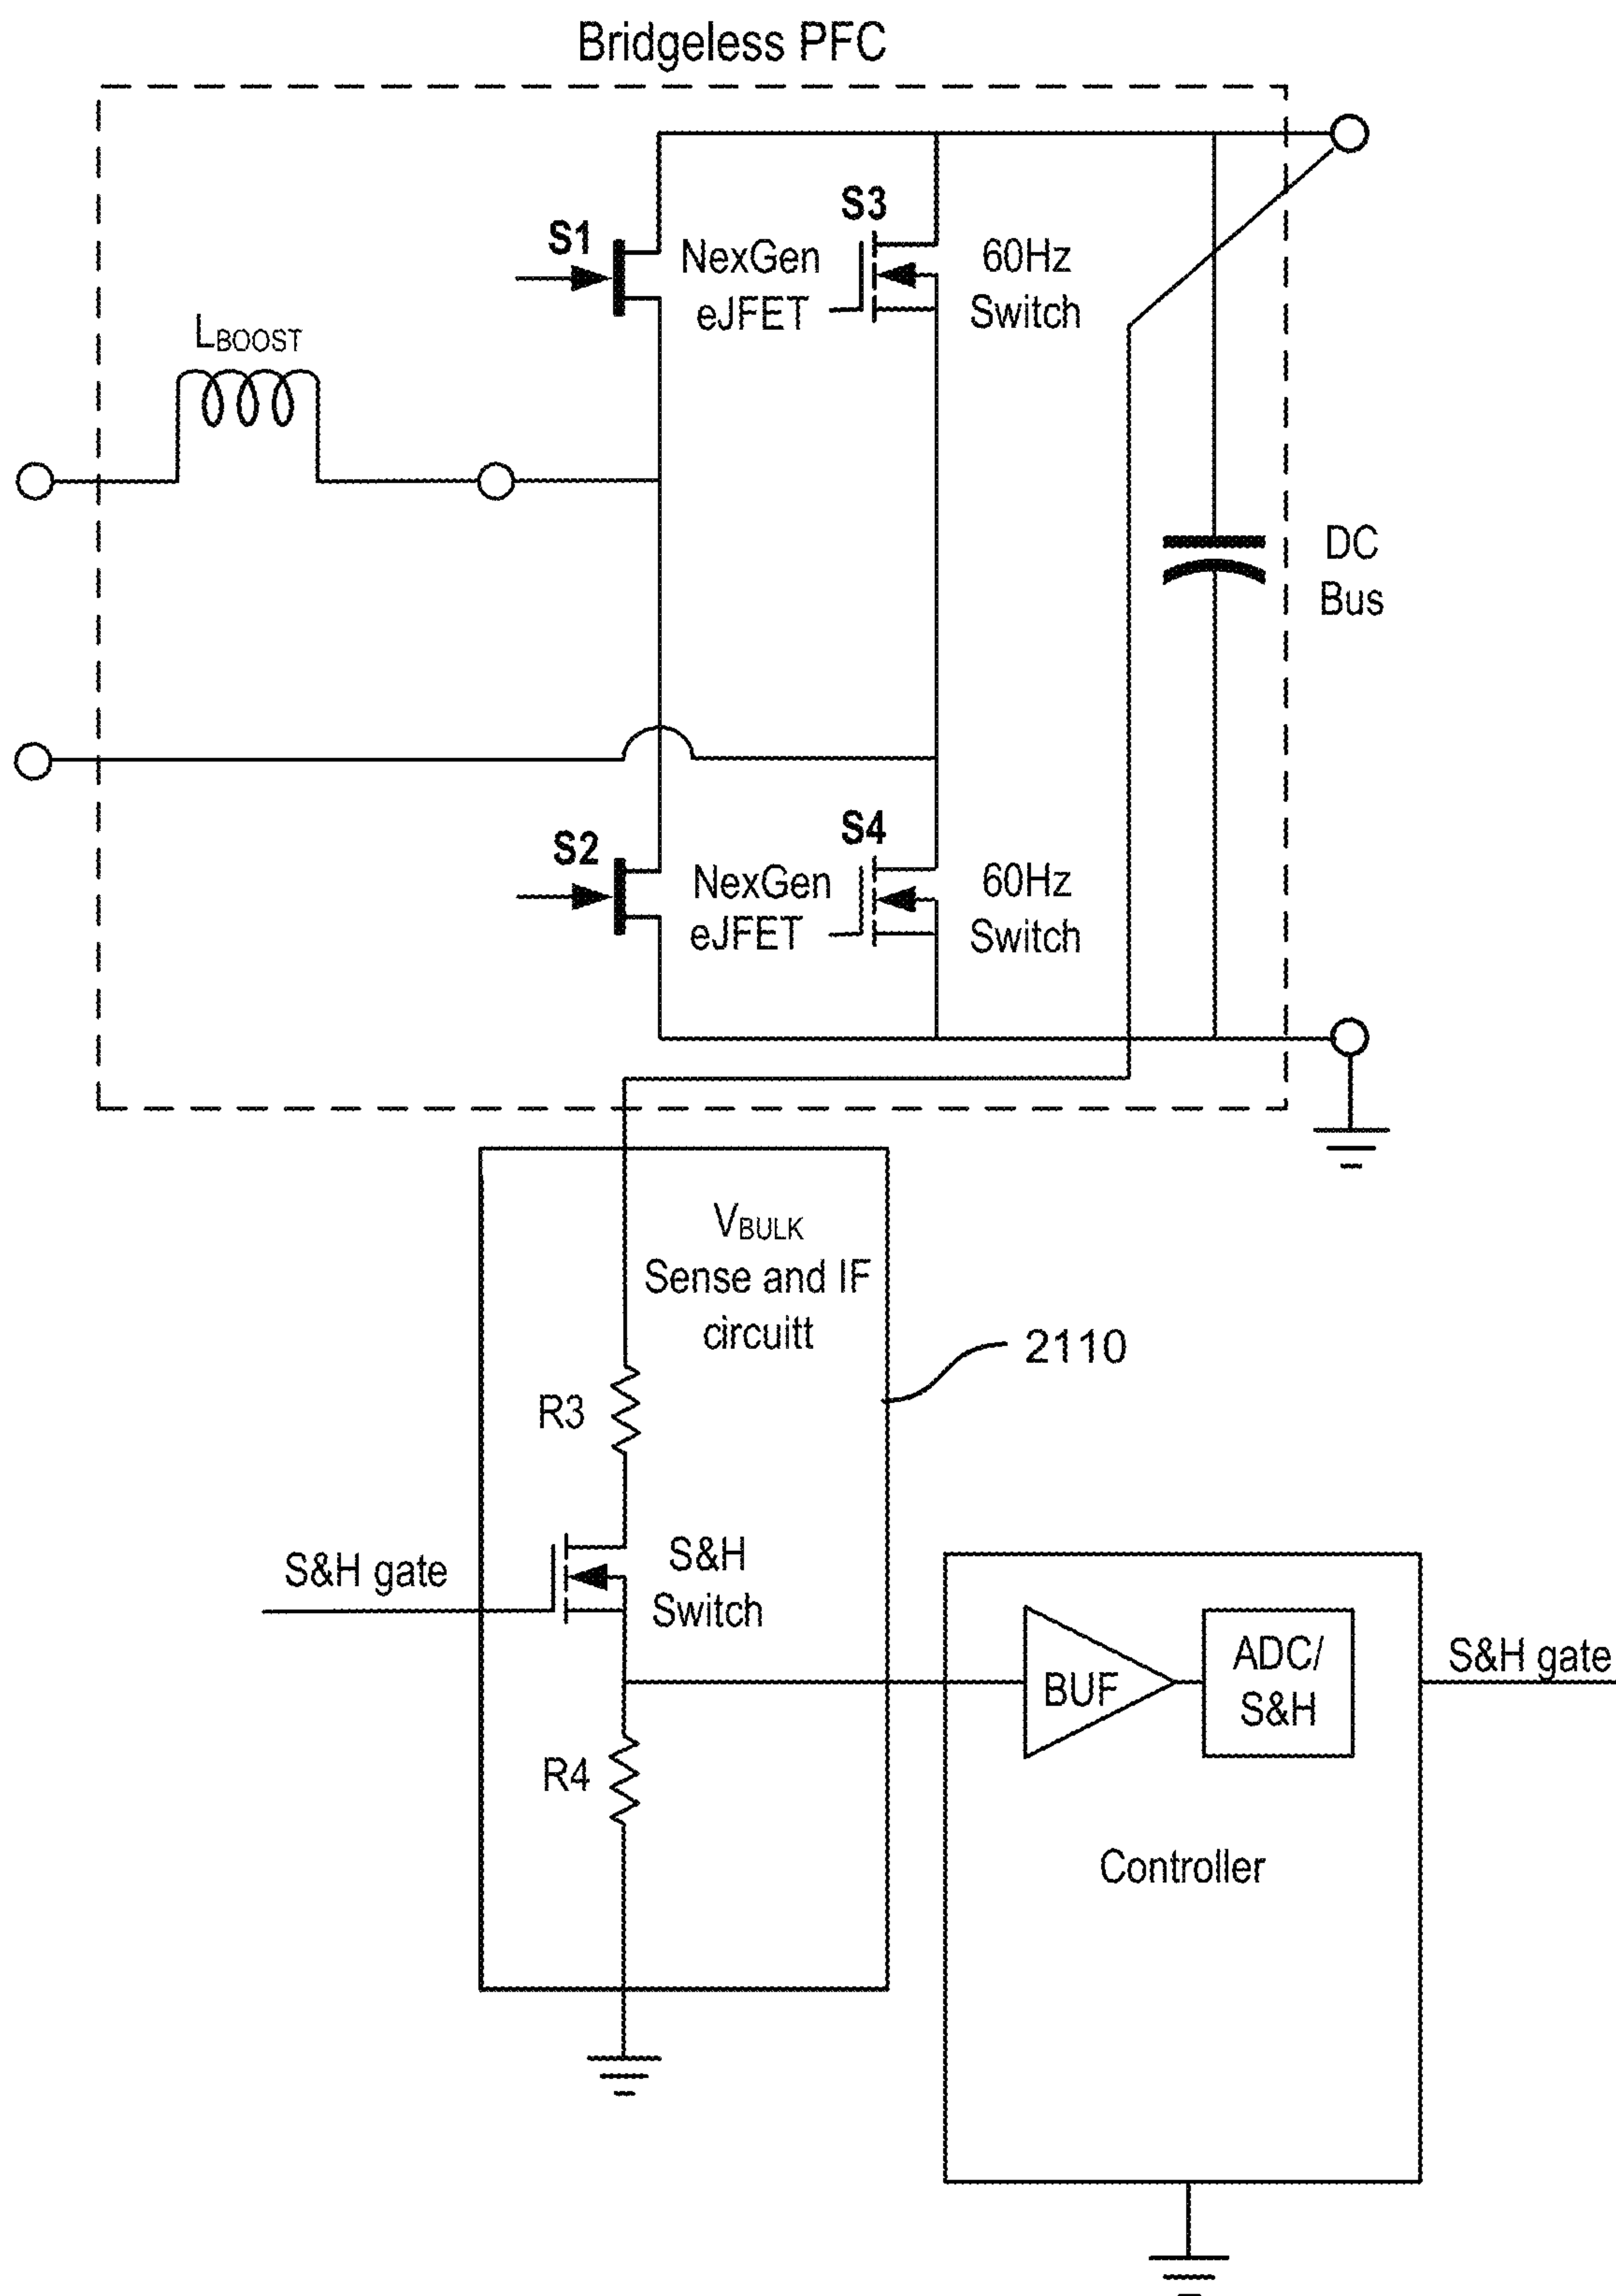 Bridgeless PFC
S1
NexGen
eJFET
S3
60Hz
Switch
LBOOST
DC
Bus
S2
NexGen
eJFET
S4
60Hz
Switch
VBULK
Sense and IF
circuitt
2110
R3
S&H gate
S&H
Switch
BUF
ADC/
S&H
S&H gate
R4
Controller